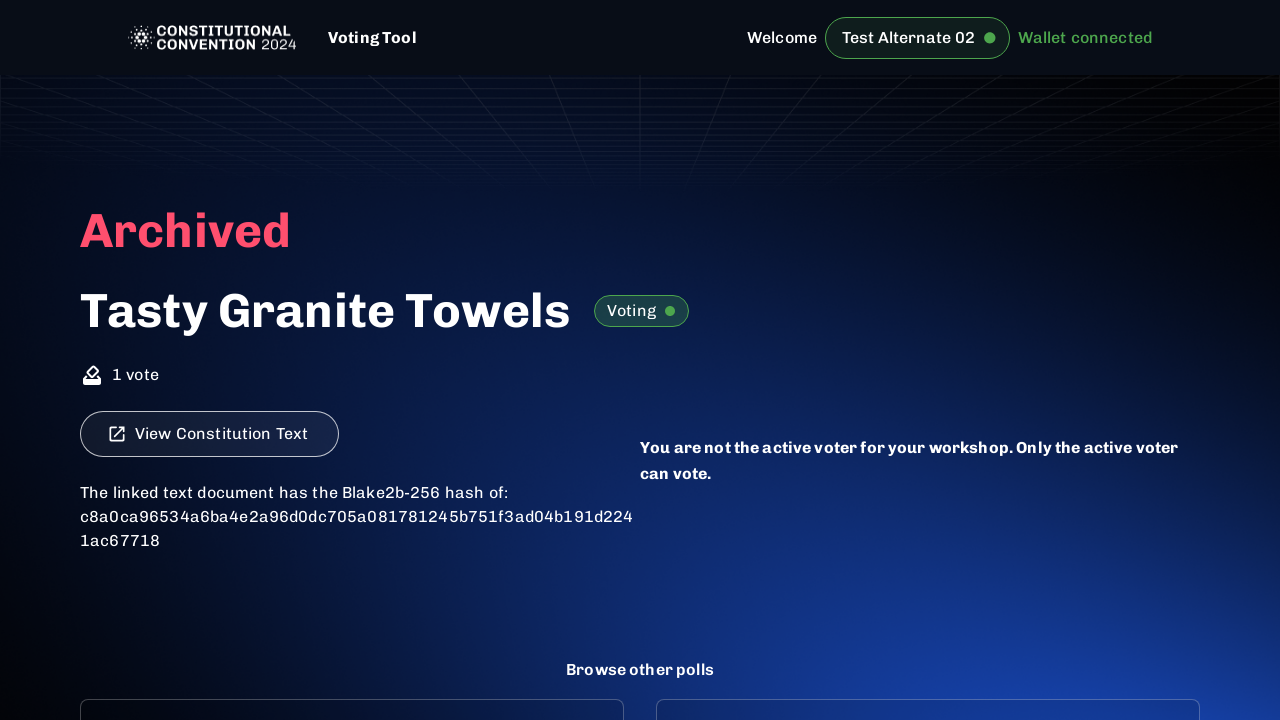 CONSTITUTIONAL
CONVENTION 2024
Voting Tool
Welcome
Test Alternate 02
Wallet connected
Archived
Tasty Granite Towels
Voting
1 vote
View Constitution Text
The linked text document has the Blake2b-256 hash of:
c8a0ca96534a6ba4e2a96d0dc705a081781245b751f3ad04b191d224
1ac67718
You are not the active voter for your workshop. Only the active voter
can vote.
Browse other polls